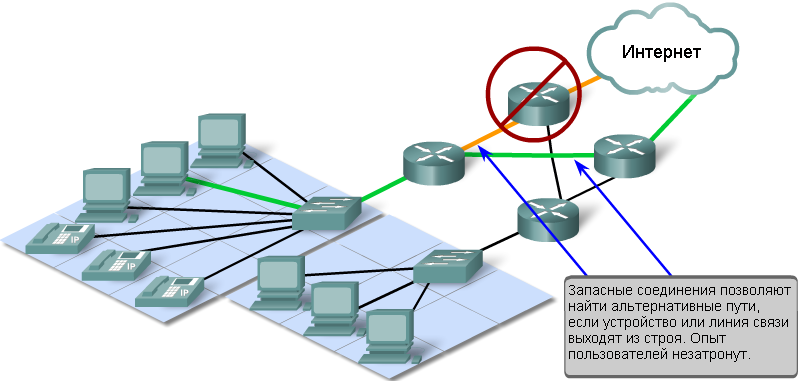 Интернет
IP
IP
IP
Запасные соединения позволяют
найти альтернативные пути,
если устройство или линия связи
выходят из строя. Опыт
пользователей незатронут.